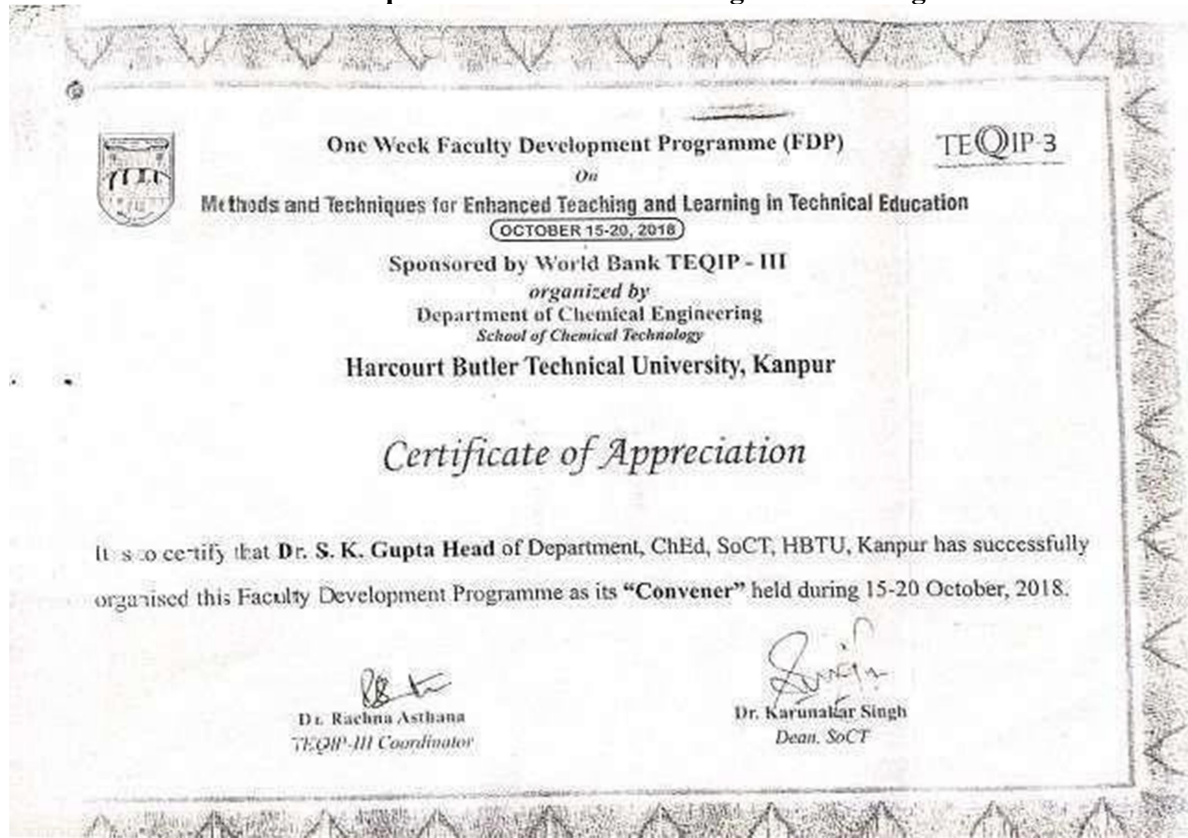 One Week Faculty Development Programme (FDP)
TEQIP-3
On
Methods and Techniques for Enhanced Teaching and Learning in Technical Education
OCTOBER 15-20, 2018
Sponsored by World Bank TEQIP - III
organized by
Department of Chemical Engineering
School of Chemical Technology
Harcourt Butler Technical University, Kanpur
Certificate of Appreciation
It is to certify that Dr. S. K. Gupta Head of Department, ChEd, SoCT, HBTU, Kanpur has successfully
organised this Faculty Development Programme as its “Convener” held during 15-20 October, 2018.
Dr. Rachna Asthana
TEQIP-III Coordinator
Dr. Karunakar Singh
Dean, SoCT